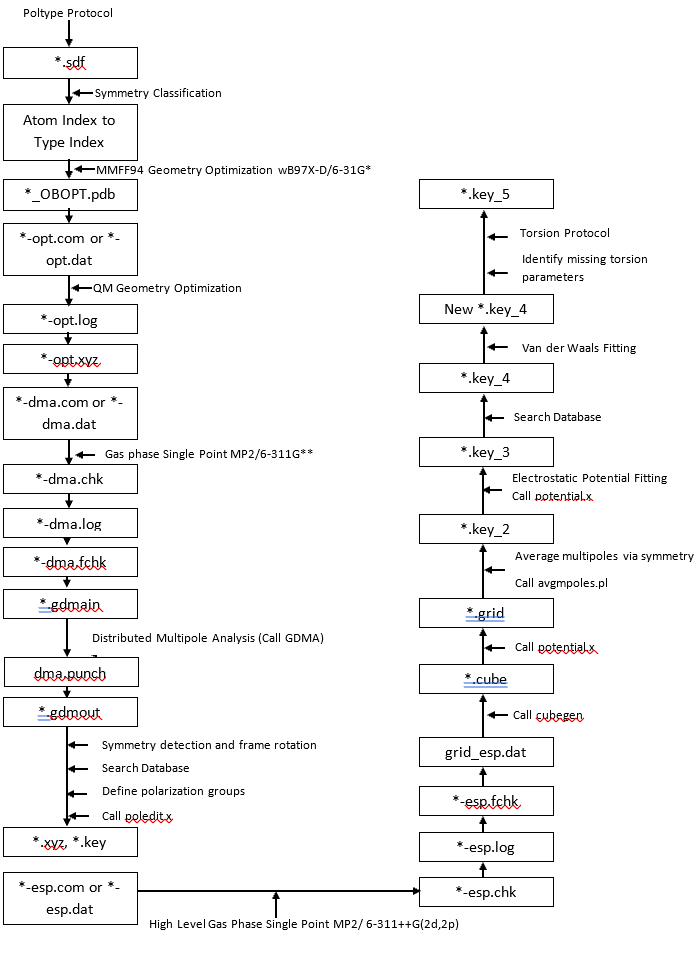 Poltype Protocol
*.sdf
Symmetry Classification
Atom Index to
Type Index
MMFF94 Geometry Optimization wB97X-D/6-31G*
*_OBOPT.pdb
*-opt.com or *-
opt.dat
QM Geometry Optimization
*-opt.log
*-opt.xyz
*-dma.com or *-
dma.dat
Gas phase Single Point MP2/6-311G**
*-dma.chk
*-dma.log
*-dma.fchk
*.gdmain
Distributed Multipole Analysis (Call GDMA)
dma.punch
*.gdmout
Symmetry detection and frame rotation
Search Database
Define polarization groups
Call poledit.x
*.xyz, *.key
*-esp.com or *-
esp.dat
High Level Gas Phase Single Point MP2/ 6-311++G(2d,2p)
*-esp.chk
*-esp.log
*-esp.fchk
grid_esp.dat
Call cubegen
*.cube
Call potential.x
*.grid
Average multipoles via symmetry
Call avgmpoles.pl
*.key_2
Electrostatic Potential Fitting
Call potential.x
*.key_3
Search Database
*.key_4
Van der Waals Fitting
New *.key_4
Identify missing torsion
parameters
Torsion Protocol
*.key_5